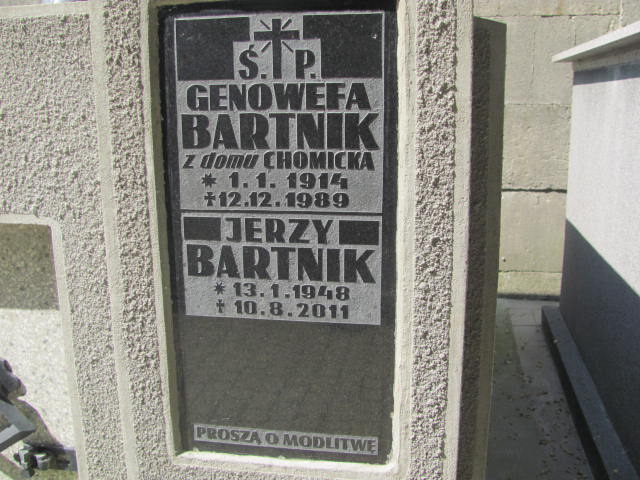 Ś. P.
GENOWEFA
BARTNIK
z domu CHOMICKA
* 1. 1. 1914
† 12.12.1989
JERZY
BARTNIK
* 13.1.1948
† 10.8.2011
PROSZĄ O MODLITWĘ